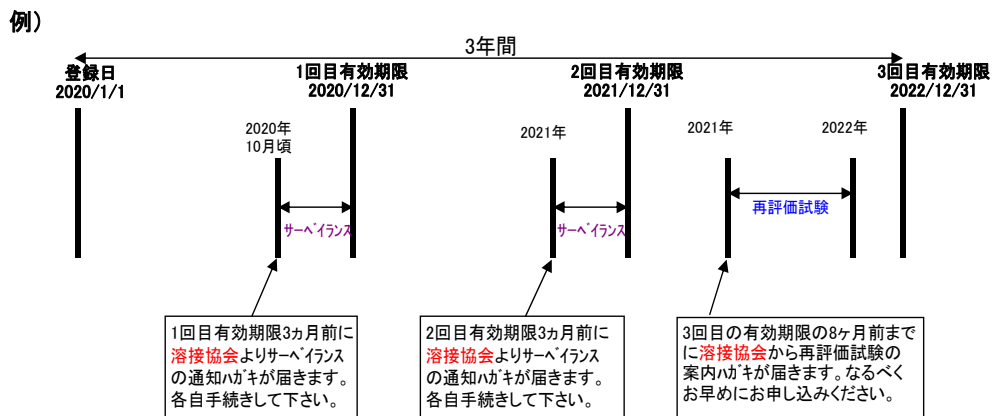 例）
3年間
登録日
2020/1/1
1回目有効期限
2020/12/31
2回目有効期限
2021/12/31
3回目有効期限
2022/12/31
2020年
10月頃
2021年
2021年
2022年
サーベイランス
サーベイランス
再評価試験
1回目有効期限3ヵ月前に
溶接協会よりサーベイランス
の通知ハガキが届きます。
各自手続きして下さい。
2回目有効期限3ヵ月前に
溶接協会よりサーベイランス
の通知ハガキが届きます。
各自手続きして下さい。
3回目の有効期限の8ヶ月前まで
に溶接協会から再評価試験の
案内ハガキが届きます。なるべく
お早めにお申し込みください。